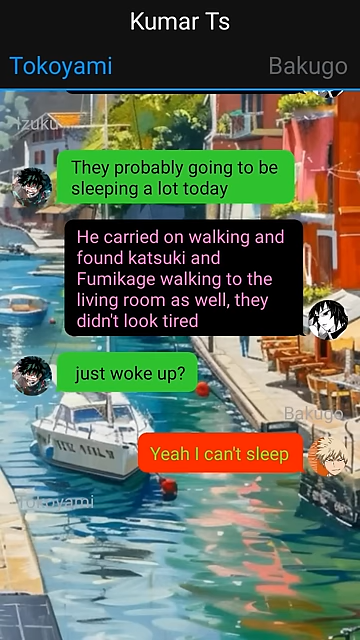 Kumar Ts
Tokoyami
Bakugo
Izuku
They probably going to be
sleeping a lot today
He carried on walking and
found katsuki and
Fumikage walking to the
living room as well, they
didn't look tired
just woke up?
Bakugo
Yeah I can't sleep
Tokoyami